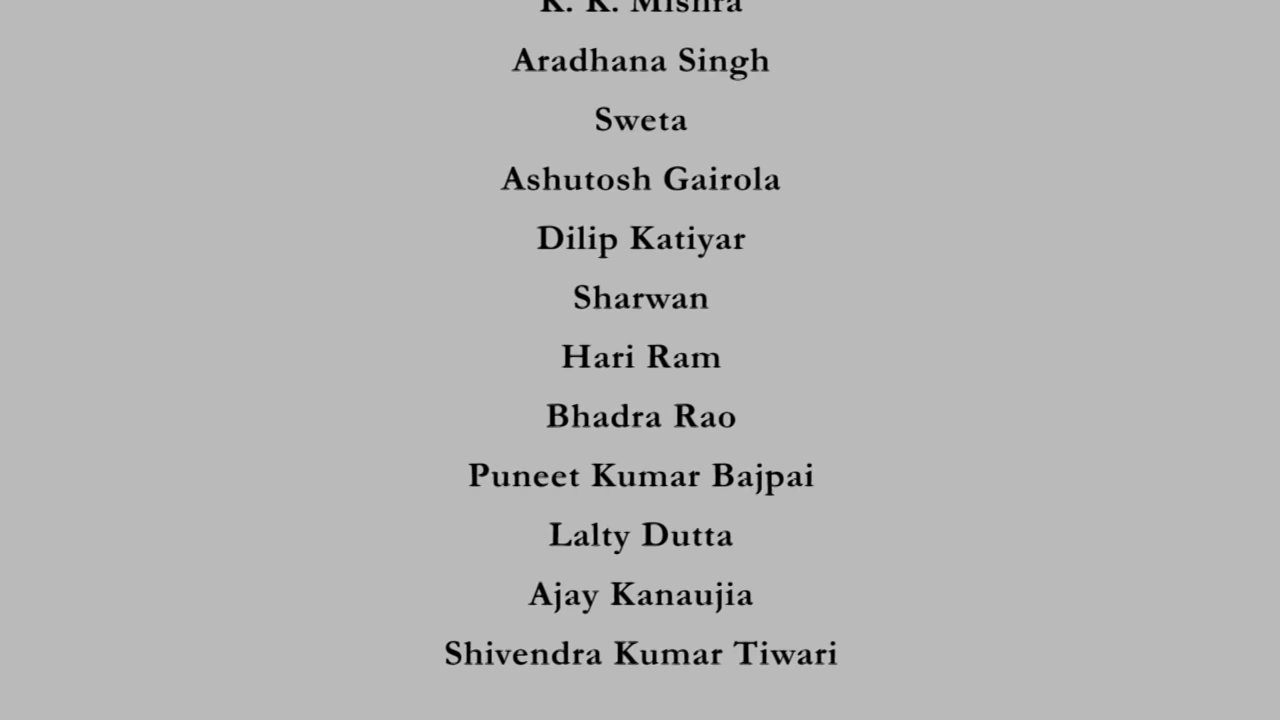 K. K. Mishra
Aradhana Singh
Sweta
Ashutosh Gairola
Dilip Katiyar
Sharwan
Hari Ram
Bhadra Rao
Puneet Kumar Bajpai
Lalty Dutta
Ajay Kanaujia
Shivendra Kumar Tiwari